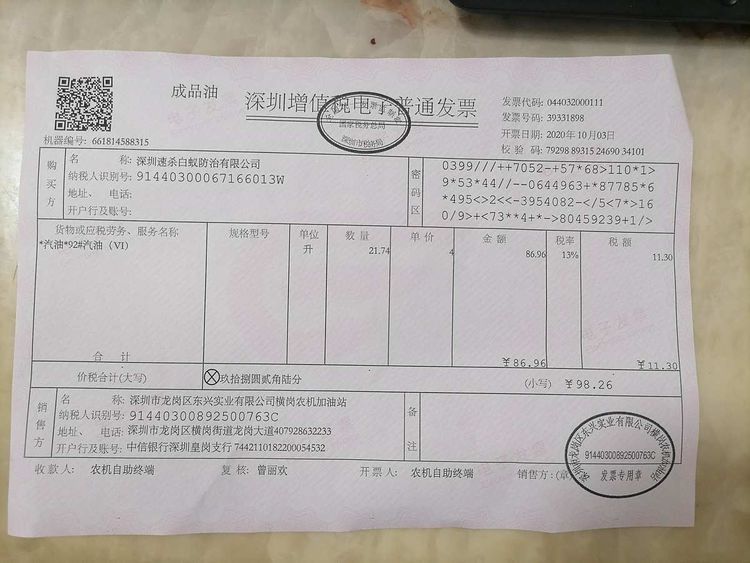 成品油
深圳增值税电子普通发票
国家税务总局
深圳市税务局
发票代码: 044032000111
发票号码: 39331898
开票日期: 2020年 10月03日
校 验 码: 79298 89315 24690 34101
机器编号: 661814588315
购买方
名 称: 深圳速杀白蚁防治有限公司
纳税人识别号: 91440300067166013W
地址、 电话:
开户行及账号:
密码区
0399///++7052-+57*68>110*1>
9*53*44//--0644963+*87785*6
*495<>2<<-3954082-</5<7*>16
0/9>+<73**4+*->80459239+1/>
货物或应税劳务、服务名称 规格型号 单位 数 量 单 价 金 额 税率 税 额
*汽油*92#汽油（VI） 升 21.74 4 86.96 13% 11.30
合 计 ￥86.96 ￥11.30
价税合计(大写) 玖拾捌圆贰角陆分 (小写) ￥98.26
销售方
名 称: 深圳市龙岗区东兴实业有限公司横岗农机加油站
纳税人识别号: 91440300892500763C
地址、 电话: 深圳市龙岗区横岗街道龙岗大道407928632233
开户行及账号: 中信银行深圳皇岗支行 7442110182200054532
备注
深圳市龙岗区东兴实业有限公司横岗农机加油站
91440300892500763C
发票专用章
收 款 人: 农机自助终端 复 核: 曾丽欢 开 票 人: 农机自助终端 销售方: (章)